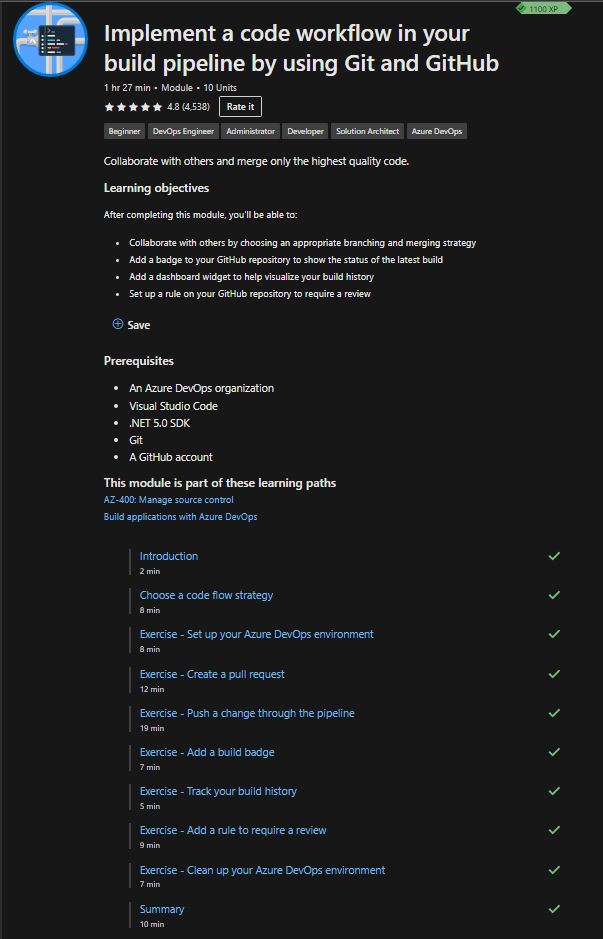 1100 XP
Implement a code workflow in your
build pipeline by using Git and GitHub
1 hr 27 min • Module • 10 Units
4.8 (4,538) Rate it
Beginner DevOps Engineer Administrator Developer Solution Architect Azure DevOps
Collaborate with others and merge only the highest quality code.
Learning objectives
After completing this module, you'll be able to:
• Collaborate with others by choosing an appropriate branching and merging strategy
• Add a badge to your GitHub repository to show the status of the latest build
• Add a dashboard widget to help visualize your build history
• Set up a rule on your GitHub repository to require a review
Save
Prerequisites
• An Azure DevOps organization
• Visual Studio Code
• .NET 5.0 SDK
• Git
• A GitHub account
This module is part of these learning paths
AZ-400: Manage source control
Build applications with Azure DevOps
Introduction
2 min
Choose a code flow strategy
8 min
Exercise - Set up your Azure DevOps environment
8 min
Exercise - Create a pull request
12 min
Exercise - Push a change through the pipeline
19 min
Exercise - Add a build badge
7 min
Exercise - Track your build history
5 min
Exercise - Add a rule to require a review
9 min
Exercise - Clean up your Azure DevOps environment
7 min
Summary
10 min